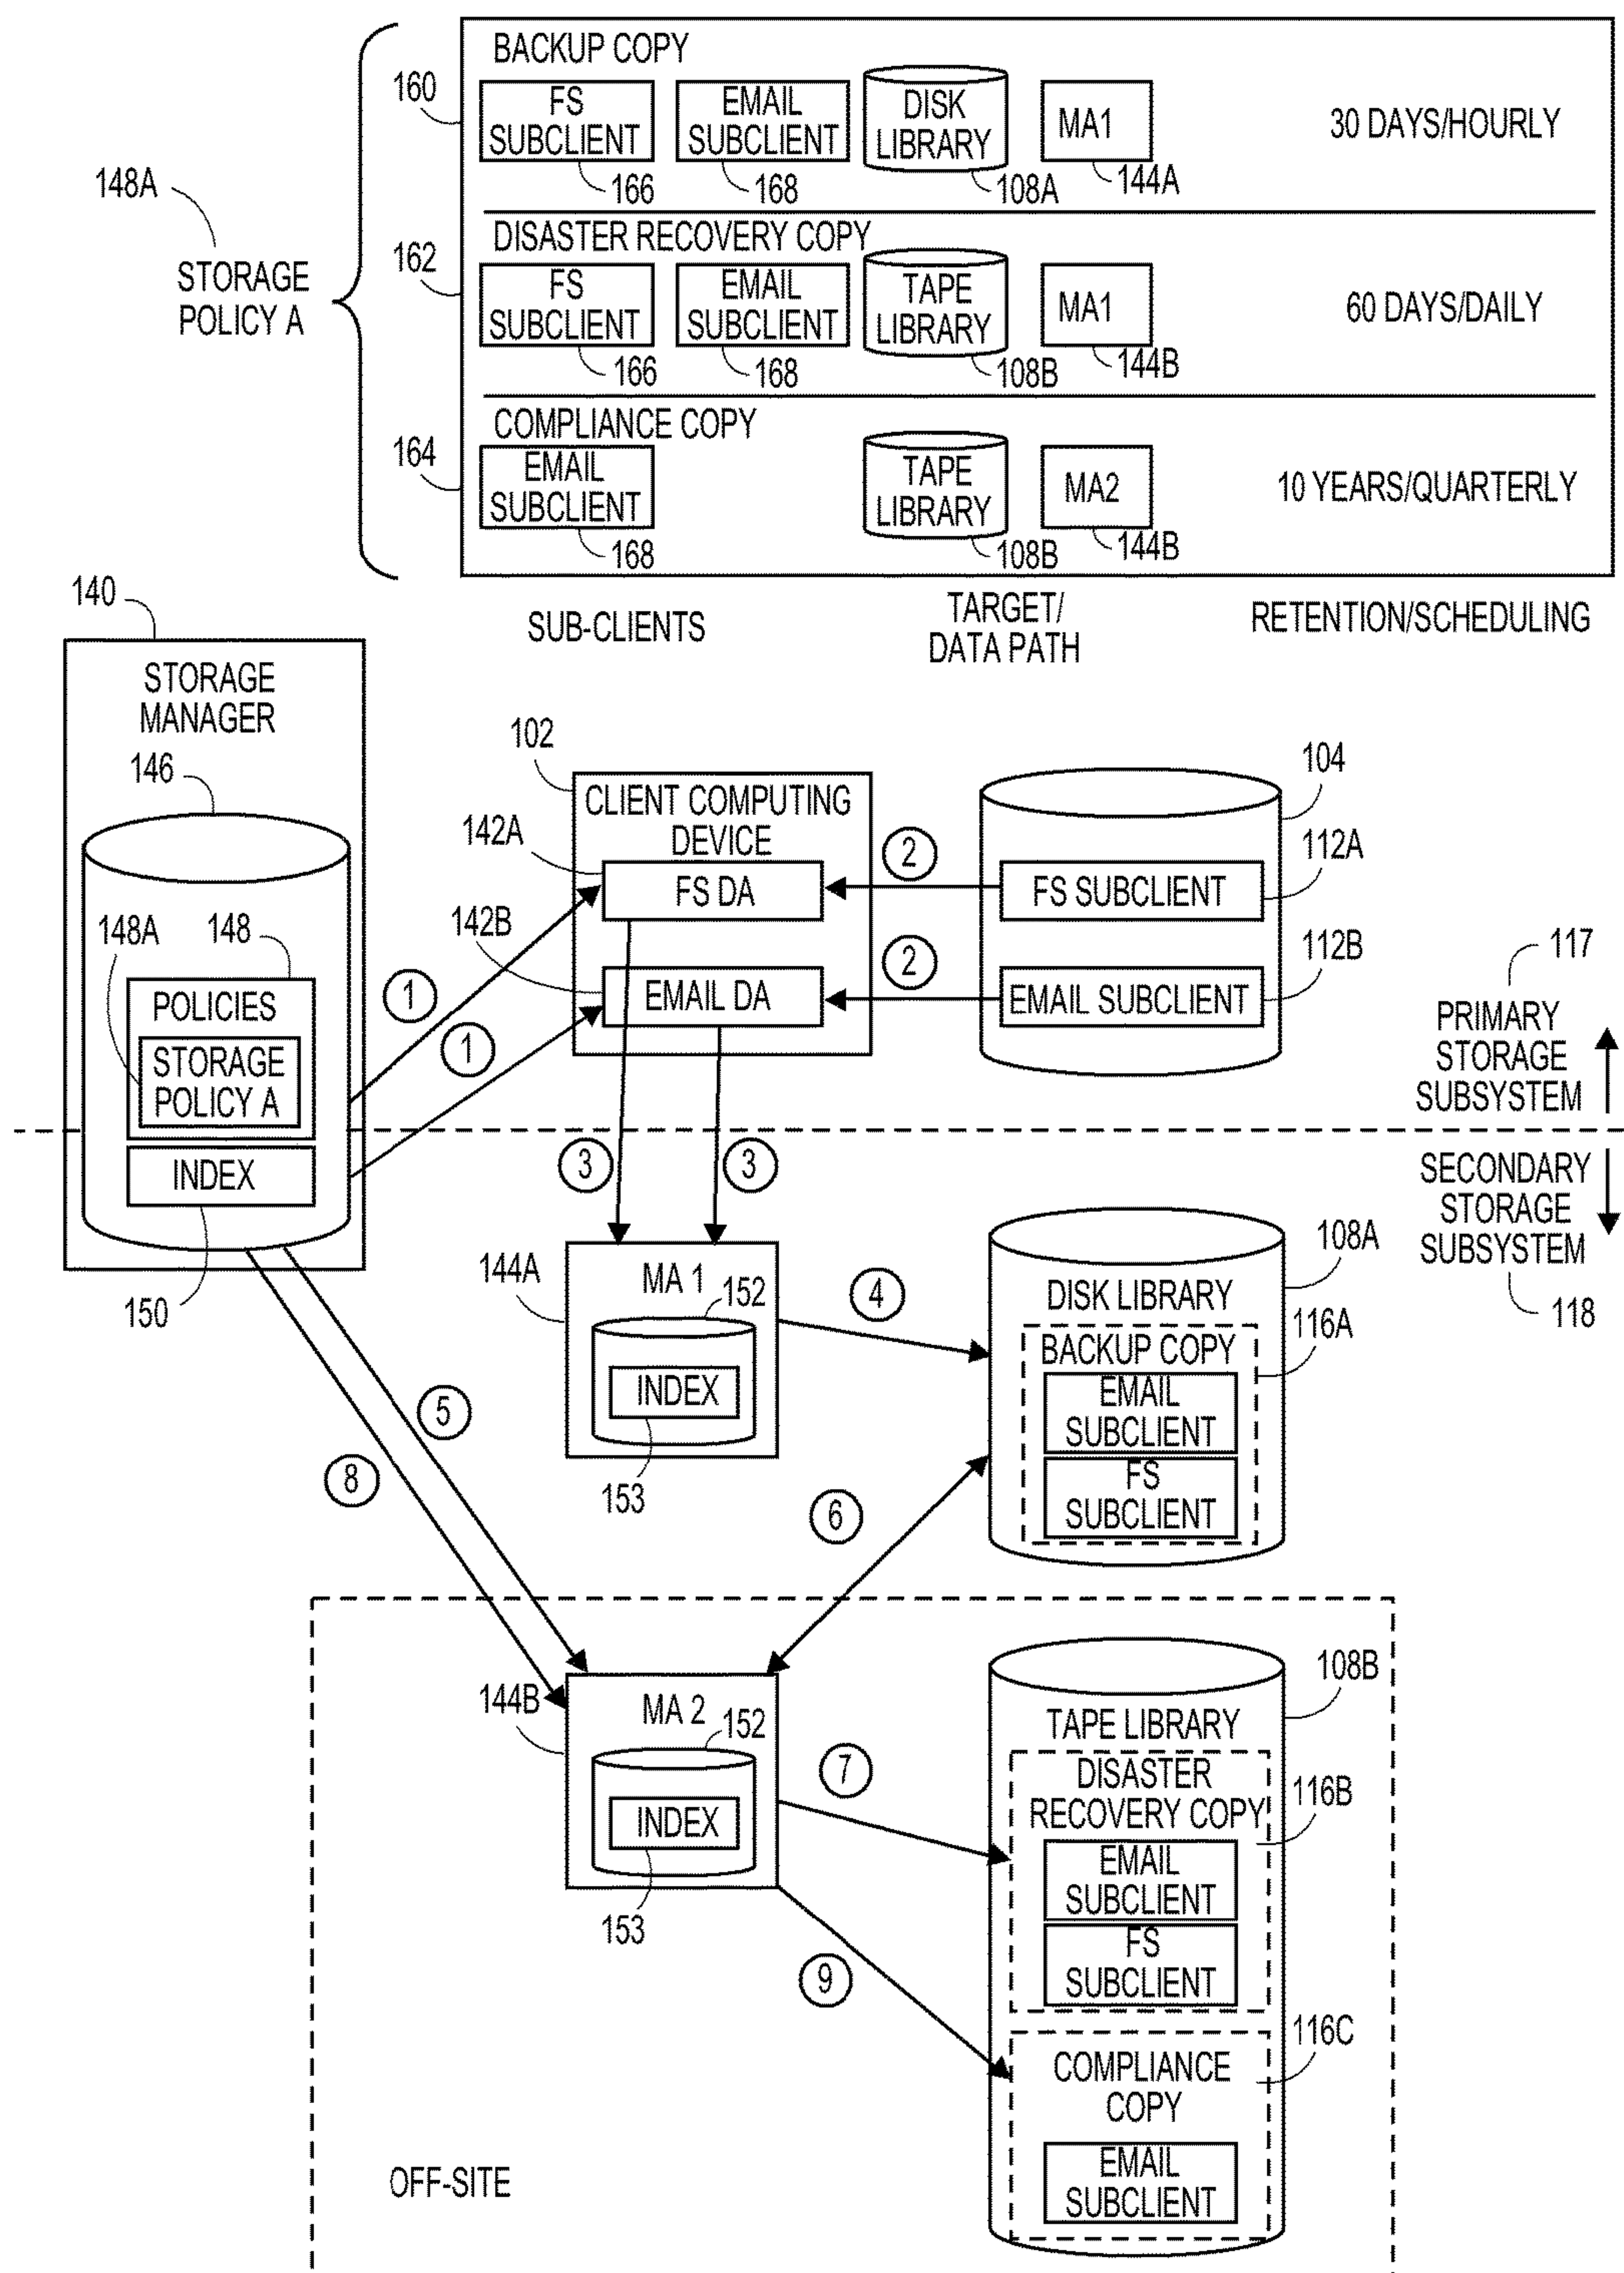 BACKUP COPY
160
FS
SUBCLIENT
166
EMAIL
SUBCLIENT
168
DISK
LIBRARY
108A
MA1
144A
30 DAYS/HOURLY
148A
STORAGE
POLICY A
DISASTER RECOVERY COPY
162
FS
SUBCLIENT
166
EMAIL
SUBCLIENT
168
TAPE
LIBRARY
108B
MA1
144B
60 DAYS/DAILY
COMPLIANCE COPY
164
EMAIL
SUBCLIENT
168
TAPE
LIBRARY
108B
MA2
144B
10 YEARS/QUARTERLY
SUB-CLIENTS
TARGET/
DATA PATH
RETENTION/SCHEDULING
140
STORAGE
MANAGER
146
148A
148
POLICIES
STORAGE
POLICY A
INDEX
150
1
1
102
CLIENT COMPUTING
DEVICE
142A
FS DA
142B
EMAIL DA
2
2
104
FS SUBCLIENT
112A
EMAIL SUBCLIENT
112B
117
PRIMARY
STORAGE
SUBSYSTEM
SECONDARY
STORAGE
SUBSYSTEM
118
3
3
144A
MA 1
152
INDEX
153
4
108A
DISK LIBRARY
116A
BACKUP COPY
EMAIL
SUBCLIENT
FS
SUBCLIENT
5
8
6
144B
MA 2
152
INDEX
153
7
9
108B
TAPE LIBRARY
DISASTER
RECOVERY COPY
116B
EMAIL
SUBCLIENT
FS
SUBCLIENT
116C
COMPLIANCE
COPY
EMAIL
SUBCLIENT
OFF-SITE